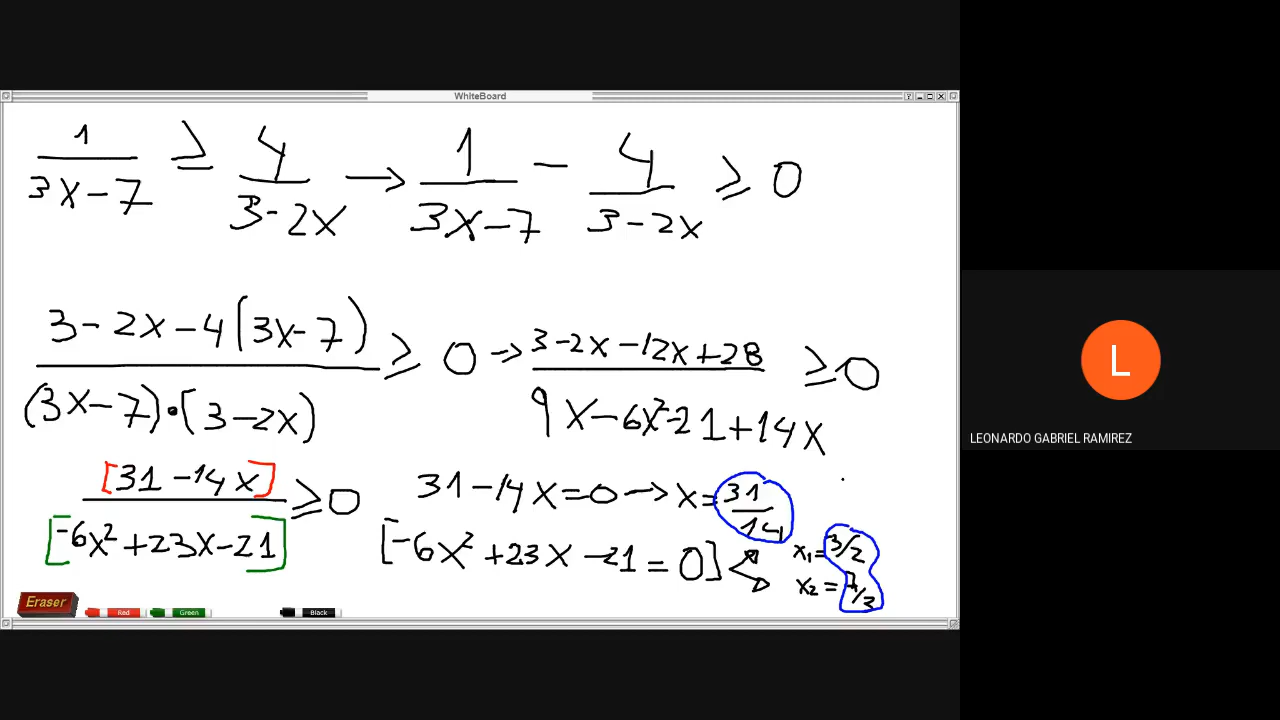 WhiteBoard
1/(3x-7) ≥ 4/(3-2x) → 1/(3x-7) - 4/(3-2x) ≥ 0
(3-2x-4(3x-7))/((3x-7)·(3-2x)) ≥ 0 → (3-2x-12x+28)/(9x-6x²-21+14x) ≥ 0
[31-14x]/[-6x²+23x-21] ≥ 0
31-14x=0 → x=31/14
[-6x²+23x-21=0] x₁=3/2
x₂=7/3
Eraser Red Green Black
LEONARDO GABRIEL RAMIREZ
L